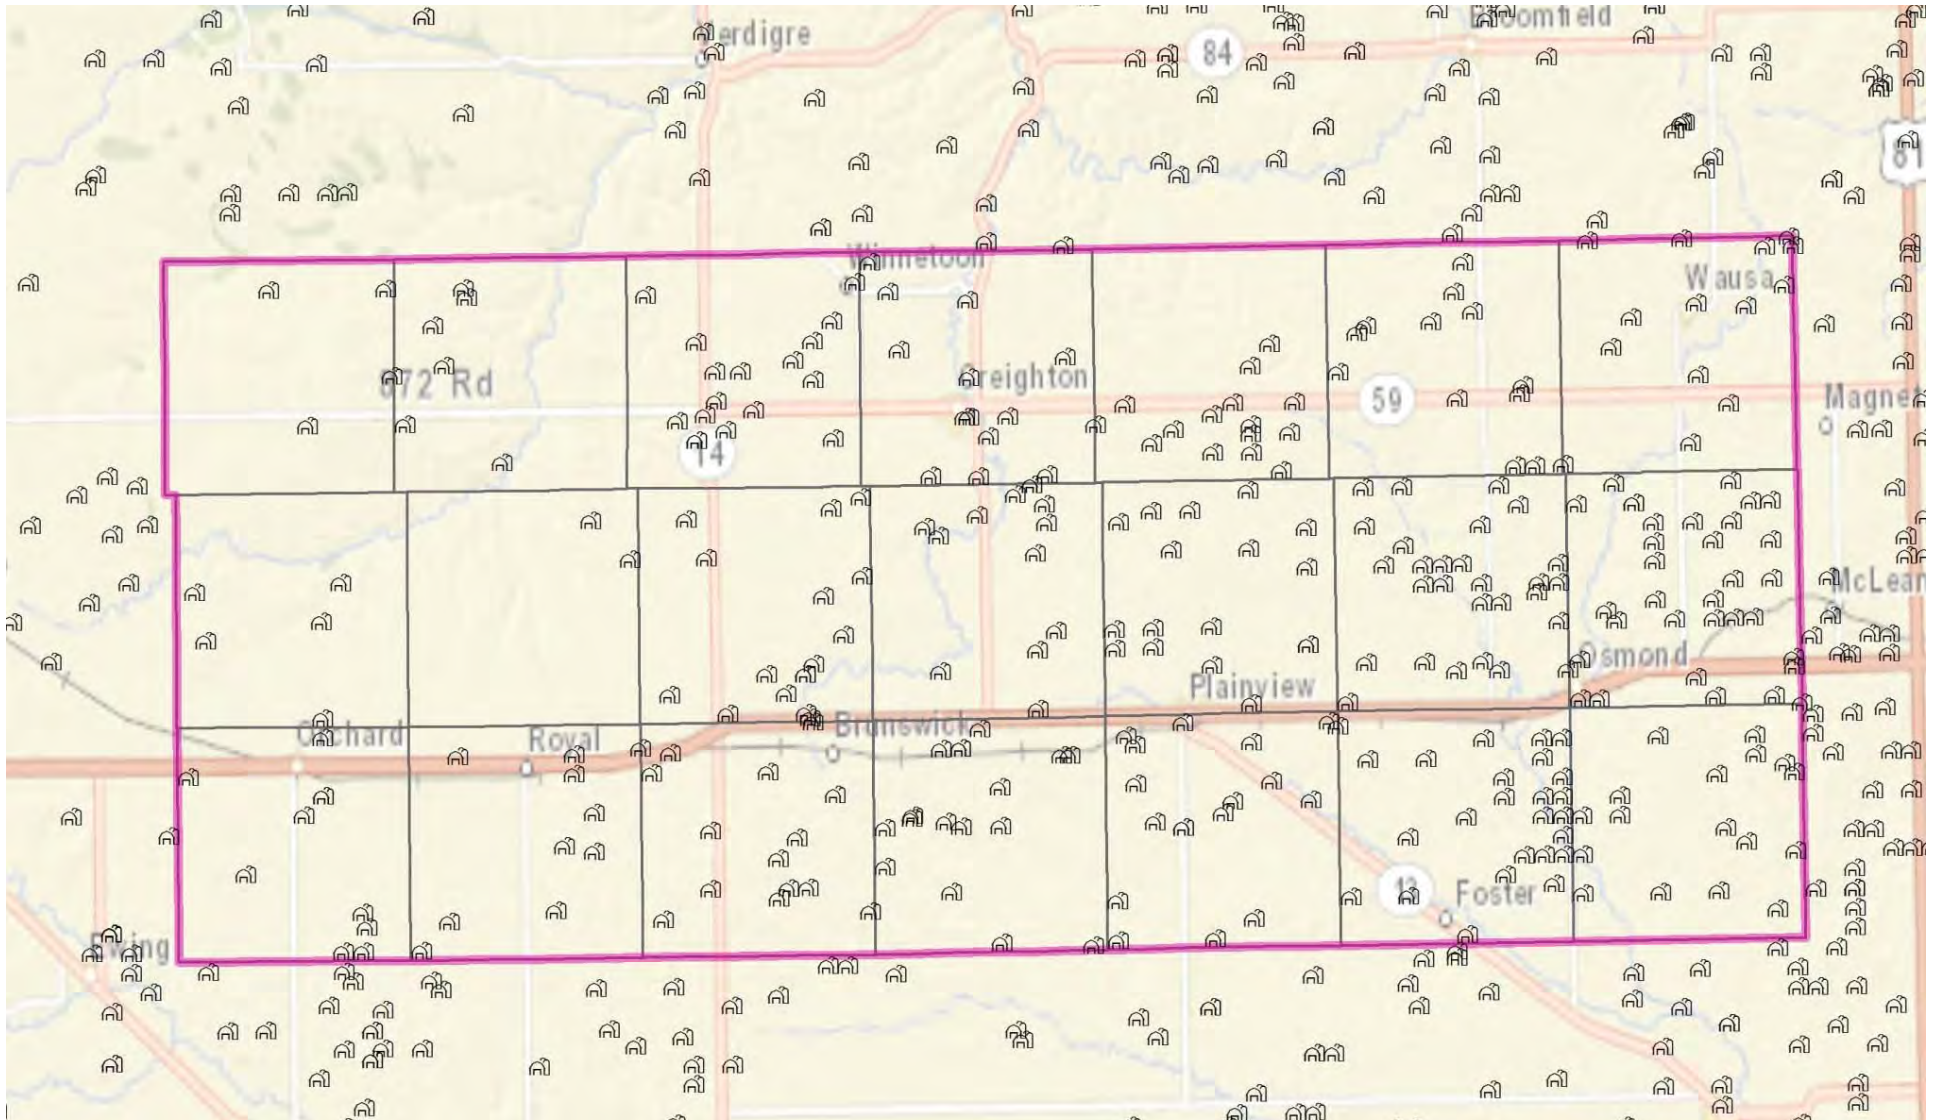 Verdigre
84
Bloomfield
81
Winnetoon
Wausa
872 Rd
Creighton
59
Magnet
14
McLean
Osmond
Plainview
Orchard
Royal
Brunswick
13
Foster
Ewing